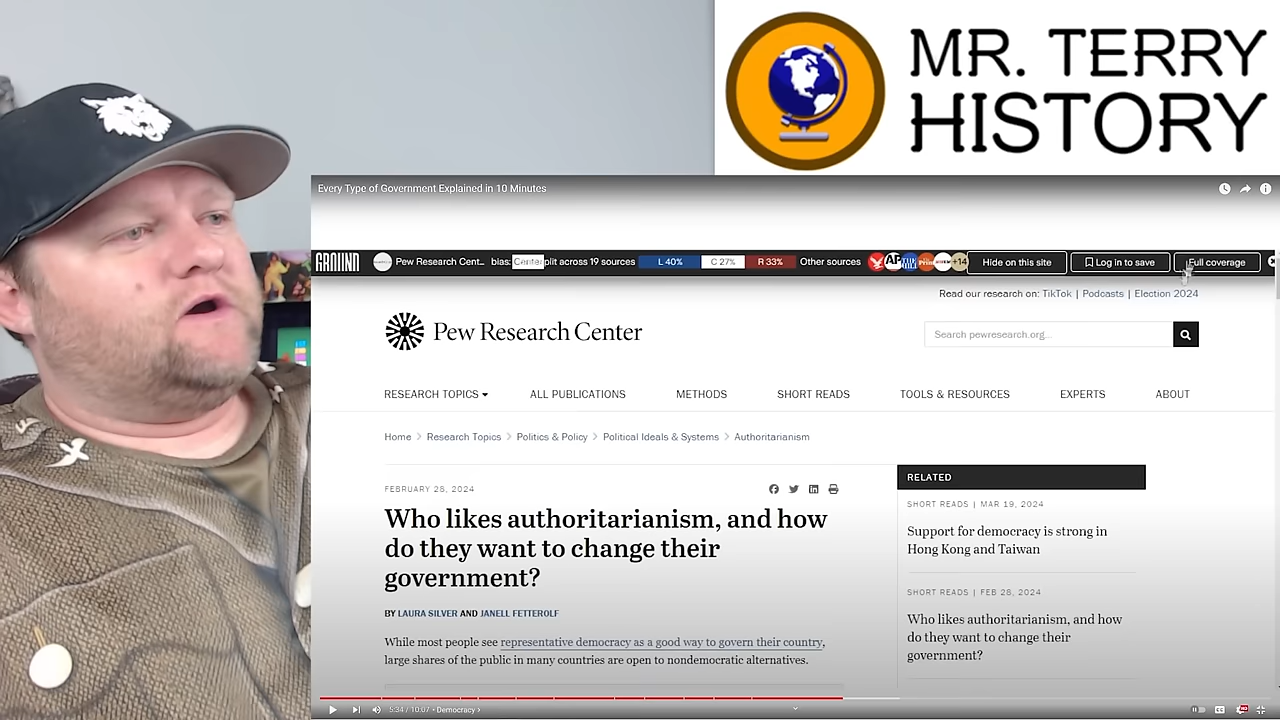 MR. TERRY
HISTORY
Every Type of Government Explained in 10 Minutes
GROUND Pew Research Cent... bias: Center plit across 19 sources L 40% C 27% R 33% Other sources AP +14 Hide on this site Log in to save Full coverage
Read our research on: TikTok | Podcasts | Election 2024
Pew Research Center
Search pewresearch.org...
RESEARCH TOPICS ALL PUBLICATIONS METHODS SHORT READS TOOLS & RESOURCES EXPERTS ABOUT
Home > Research Topics > Politics & Policy > Political Ideals & Systems > Authoritarianism
FEBRUARY 28, 2024
Who likes authoritarianism, and how
do they want to change their
government?
BY LAURA SILVER AND JANELL FETTEROLF
While most people see representative democracy as a good way to govern their country,
large shares of the public in many countries are open to nondemocratic alternatives.
RELATED
SHORT READS | MAR 19, 2024
Support for democracy is strong in
Hong Kong and Taiwan
SHORT READS | FEB 28, 2024
Who likes authoritarianism, and how
do they want to change their
government?
5:34 / 10:07 • Democracy >